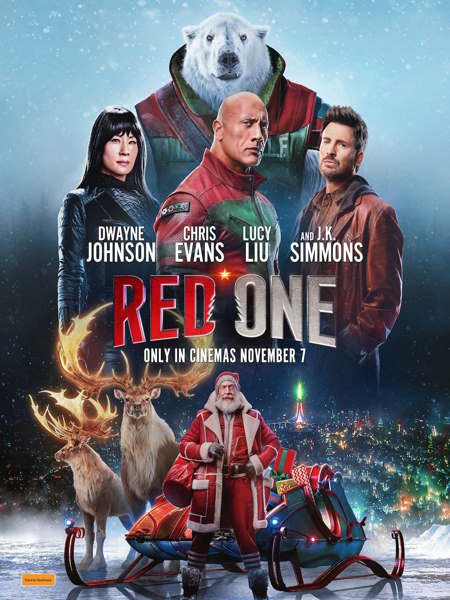 DWAYNE JOHNSON
CHRIS EVANS
LUCY LIU
AND J.K. SIMMONS
RED ONE
ONLY IN CINEMAS NOVEMBER 7